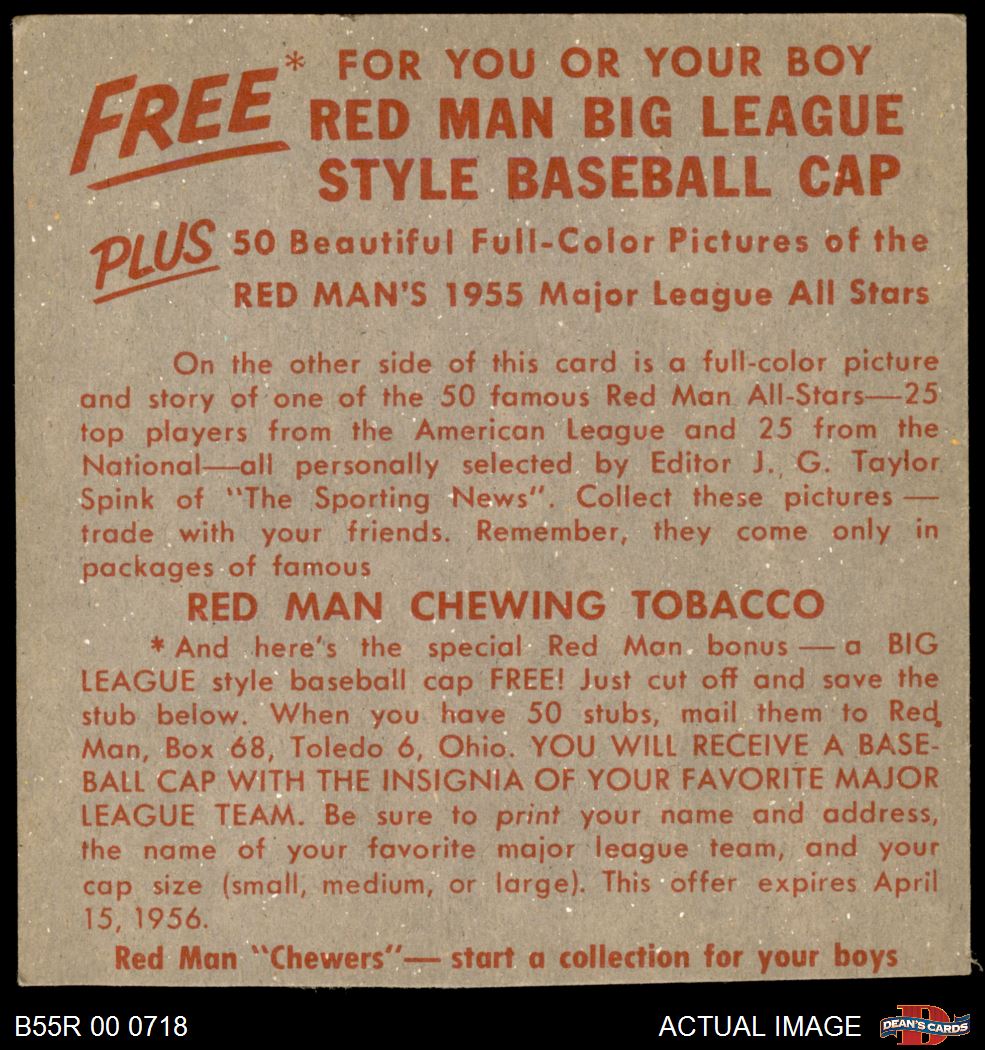 FREE* FOR YOU OR YOUR BOY
RED MAN BIG LEAGUE
STYLE BASEBALL CAP
PLUS 50 Beautiful Full-Color Pictures of the
RED MAN'S 1955 Major League All Stars
On the other side of this card is a full-color picture
and story of one of the 50 famous Red Man All-Stars—25
top players from the American League and 25 from the
National—all personally selected by Editor J. G. Taylor
Spink of "The Sporting News". Collect these pictures —
trade with your friends. Remember, they come only in
packages of famous
RED MAN CHEWING TOBACCO
* And here's the special Red Man bonus — a BIG
LEAGUE style baseball cap FREE! Just cut off and save the
stub below. When you have 50 stubs, mail them to Red
Man, Box 68, Toledo 6, Ohio. YOU WILL RECEIVE A BASE-
BALL CAP WITH THE INSIGNIA OF YOUR FAVORITE MAJOR
LEAGUE TEAM. Be sure to print your name and address,
the name of your favorite major league team, and your
cap size (small, medium, or large). This offer expires April
15, 1956.
Red Man "Chewers"— start a collection for your boys
B55R 00 0718 ACTUAL IMAGE D DEAN'S CARDS